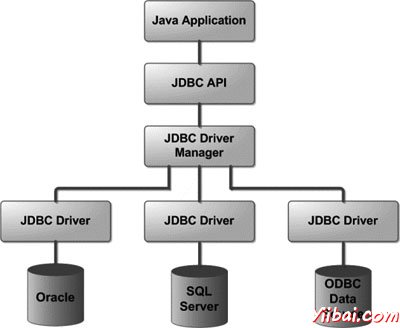 Java Application
JDBC API
JDBC Driver
Manager
JDBC Driver
JDBC Driver
JDBC Driver
Oracle
SQL
Server
ODBC
Data
Yiibai.com